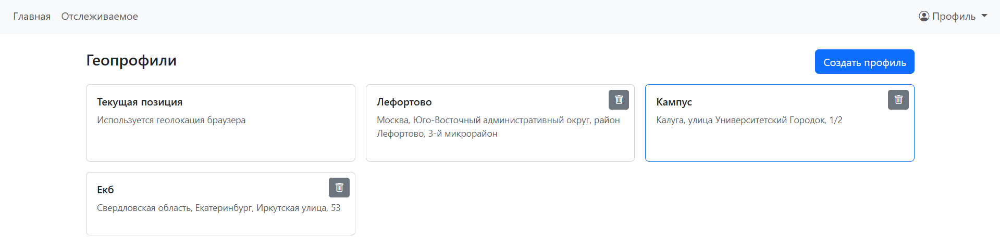 Главная Отслеживаемое Профиль
Геопрофили
Создать профиль
Текущая позиция
Используется геолокация браузера
Лефортово
Москва, Юго-Восточный административный округ, район
Лефортово, 3-й микрорайон
Кампус
Калуга, улица Университетский Городок, 1/2
Екб
Свердловская область, Екатеринбург, Иркутская улица, 53